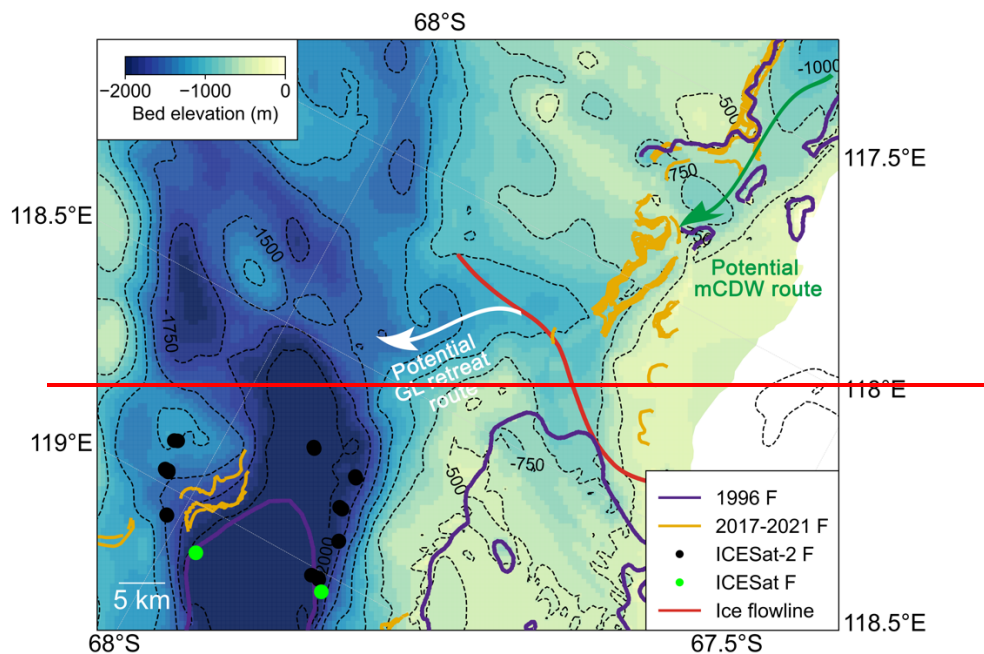 68°S
−2000 −1000 0
Bed elevation (m)
-1000
-500
117.5°E
750
118.5°E
1500
750
Potential
mCDW route
1750
Potential
GL retreat
route
118°E
119°E
-750
-500
1996 F
2017-2021 F
ICESat-2 F
ICESat F
Ice flowline
2000
5 km
118.5°E
68°S
67.5°S